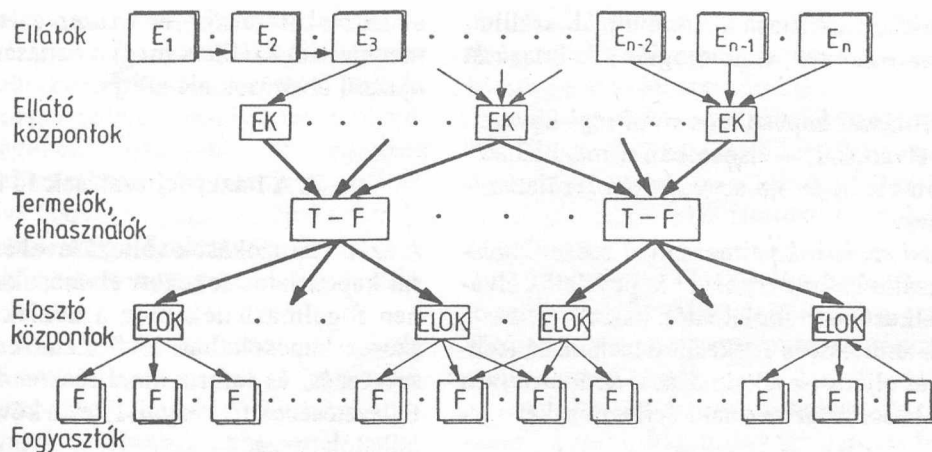 Ellátók E₁ E₂ E₃ Eₙ₋₂ Eₙ₋₁ Eₙ
Ellátó
központok EK EK EK
Termelők,
felhasználók T - F T - F
Elosztó
központok ELOK ELOK ELOK ELOK
F F F F F F F F
Fogyasztók